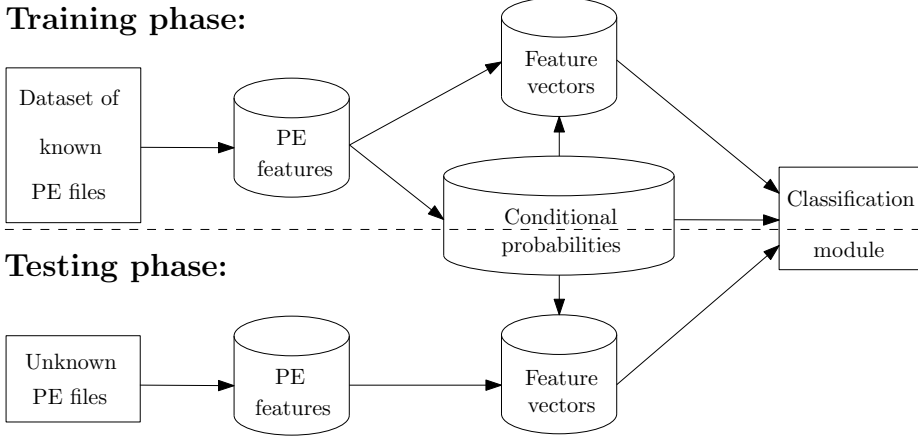 Training phase:
Dataset of
known
PE files
PE
features
Feature
vectors
Conditional
probabilities
Classification
module
Testing phase:
Unknown
PE files
PE
features
Feature
vectors